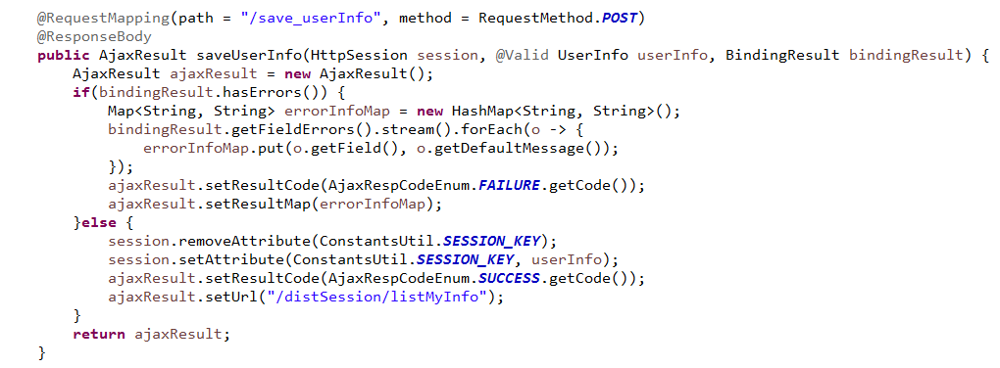 @RequestMapping(path = "/save_userInfo", method = RequestMethod.POST)
@ResponseBody
public AjaxResult saveUserInfo(HttpSession session, @Valid UserInfo userInfo, BindingResult bindingResult) {
    AjaxResult ajaxResult = new AjaxResult();
    if(bindingResult.hasErrors()) {
        Map<String, String> errorInfoMap = new HashMap<String, String>();
        bindingResult.getFieldErrors().stream().forEach(o -> {
            errorInfoMap.put(o.getField(), o.getDefaultMessage());
        });
        ajaxResult.setResultCode(AjaxRespCodeEnum.FAILURE.getCode());
        ajaxResult.setResultMap(errorInfoMap);
    }else {
        session.removeAttribute(ConstantsUtil.SESSION_KEY);
        session.setAttribute(ConstantsUtil.SESSION_KEY, userInfo);
        ajaxResult.setResultCode(AjaxRespCodeEnum.SUCCESS.getCode());
        ajaxResult.setUrl("/distSession/listMyInfo");
    }
    return ajaxResult;
}